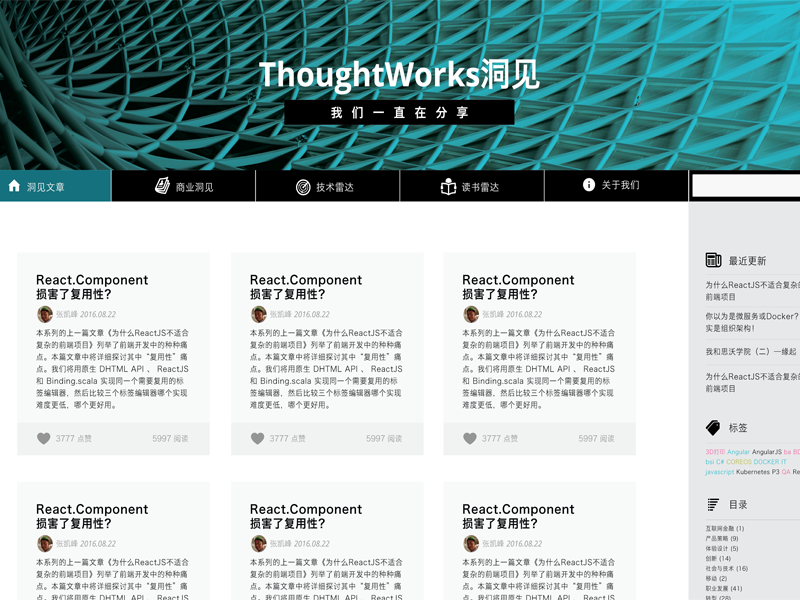 ThoughtWorks洞见
我们一直在分享
洞见文章
商业洞见
技术雷达
读书雷达
关于我们
React.Component
损害了复用性?
张凯峰 2016.08.22
本系列的上一篇文章《为什么ReactJS不适合
复杂的前端项目》列举了前端开发中的种种痛
点。本篇文章中将详细探讨其中“复用性”痛
点。我们将用原生 DHTML API 、 ReactJS
和 Binding.scala 实现同一个需要复用的标
签编辑器，然后比较三个标签编辑器哪个实现
难度更低，哪个更好用。
3777 点赞
5997 阅读
React.Component
损害了复用性?
张凯峰 2016.08.22
本系列的上一篇文章《为什么ReactJS不适合
复杂的前端项目》列举了前端开发中的种种痛
点。本篇文章中将详细探讨其中“复用性”痛
点。我们将用原生 DHTML API 、 ReactJS
和 Binding.scala 实现同一个需要复用的标
签编辑器，然后比较三个标签编辑器哪个实现
难度更低，哪个更好用。
3777 点赞
5997 阅读
React.Component
损害了复用性?
张凯峰 2016.08.22
本系列的上一篇文章《为什么ReactJS不适合
复杂的前端项目》列举了前端开发中的种种痛
点。本篇文章中将详细探讨其中“复用性”痛
点。我们将用原生 DHTML API 、 ReactJS
和 Binding.scala 实现同一个需要复用的标
签编辑器，然后比较三个标签编辑器哪个实现
难度更低，哪个更好用。
3777 点赞
5997 阅读
React.Component
损害了复用性?
张凯峰 2016.08.22
本系列的上一篇文章《为什么ReactJS不适合
复杂的前端项目》列举了前端开发中的种种痛
点。本篇文章中将详细探讨其中“复用性”痛
点。我们将用原生 DHTML API 、 ReactJS
React.Component
损害了复用性?
张凯峰 2016.08.22
本系列的上一篇文章《为什么ReactJS不适合
复杂的前端项目》列举了前端开发中的种种痛
点。本篇文章中将详细探讨其中“复用性”痛
点。我们将用原生 DHTML API 、 ReactJS
React.Component
损害了复用性?
张凯峰 2016.08.22
本系列的上一篇文章《为什么ReactJS不适合
复杂的前端项目》列举了前端开发中的种种痛
点。本篇文章中将详细探讨其中“复用性”痛
点。我们将用原生 DHTML API 、 ReactJS
最近更新
为什么ReactJS不适合复杂的
前端项目
你以为是微服务或Docker?
实是组织架构!
我和思沃学院（二）—缘起
为什么ReactJS不适合复杂的
前端项目
标签
3D打印 Angular AngularJS ba BD
bsi C# COREOS DOCKER IT
javascript Kubernetes P3 QA Re
目录
互联网金融 (1)
产品策略 (9)
体验设计 (5)
创新 (14)
社会与技术 (16)
移动 (2)
职业发展 (41)
转型 (28)